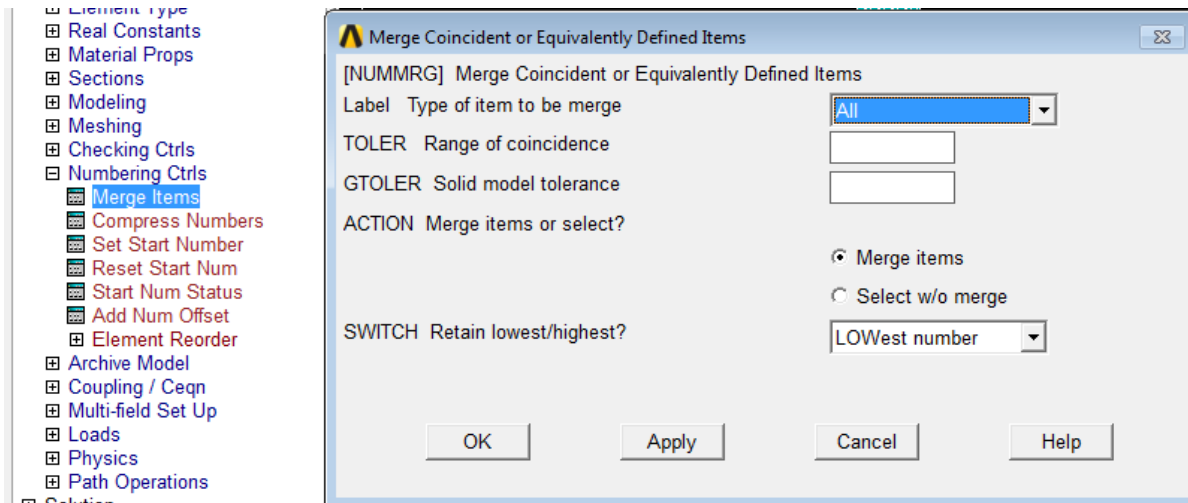 Element Type
Real Constants
Material Props
Sections
Modeling
Meshing
Checking Ctrls
Numbering Ctrls
Merge Items
Compress Numbers
Set Start Number
Reset Start Num
Start Num Status
Add Num Offset
Element Reorder
Archive Model
Coupling / Ceqn
Multi-field Set Up
Loads
Physics
Path Operations
Solution
Merge Coincident or Equivalently Defined Items
[NUMMRG] Merge Coincident or Equivalently Defined Items
Label Type of item to be merge
All
TOLER Range of coincidence
GTOLER Solid model tolerance
ACTION Merge items or select?
Merge items
Select w/o merge
SWITCH Retain lowest/highest?
LOWest number
OK
Apply
Cancel
Help